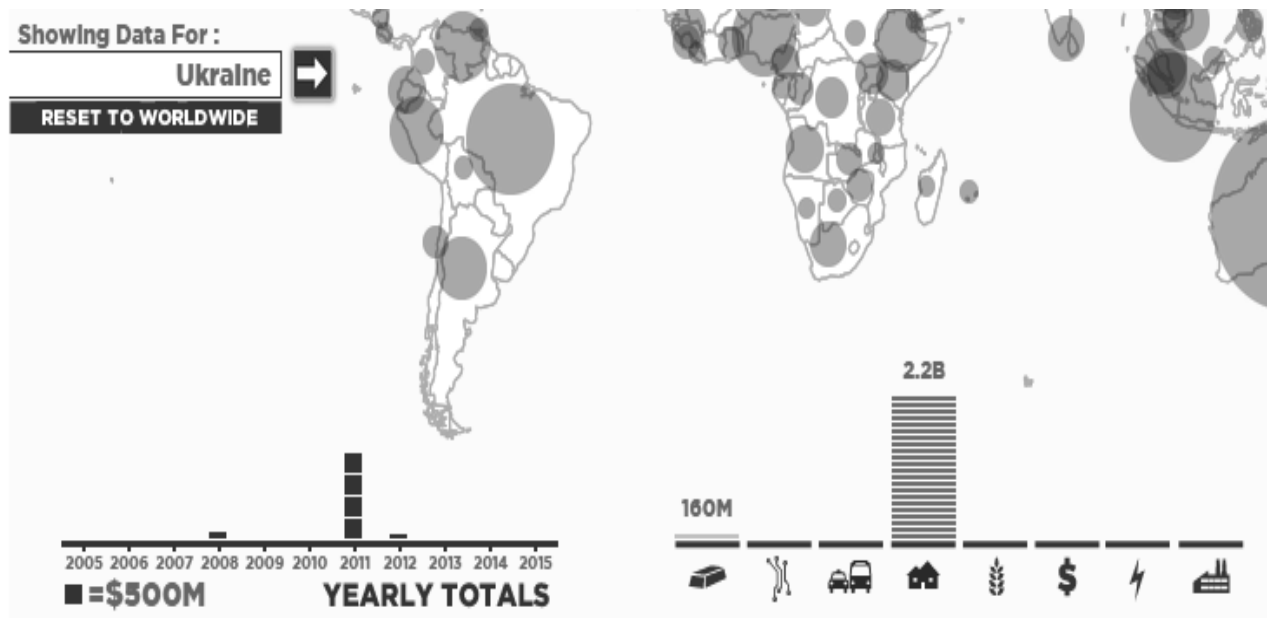 Showing Data For :
Ukraine
RESET TO WORLDWIDE
2.2B
160M
2005 2006 2007 2008 2009 2010 2011 2012 2013 2014 2015
=$500M YEARLY TOTALS
$